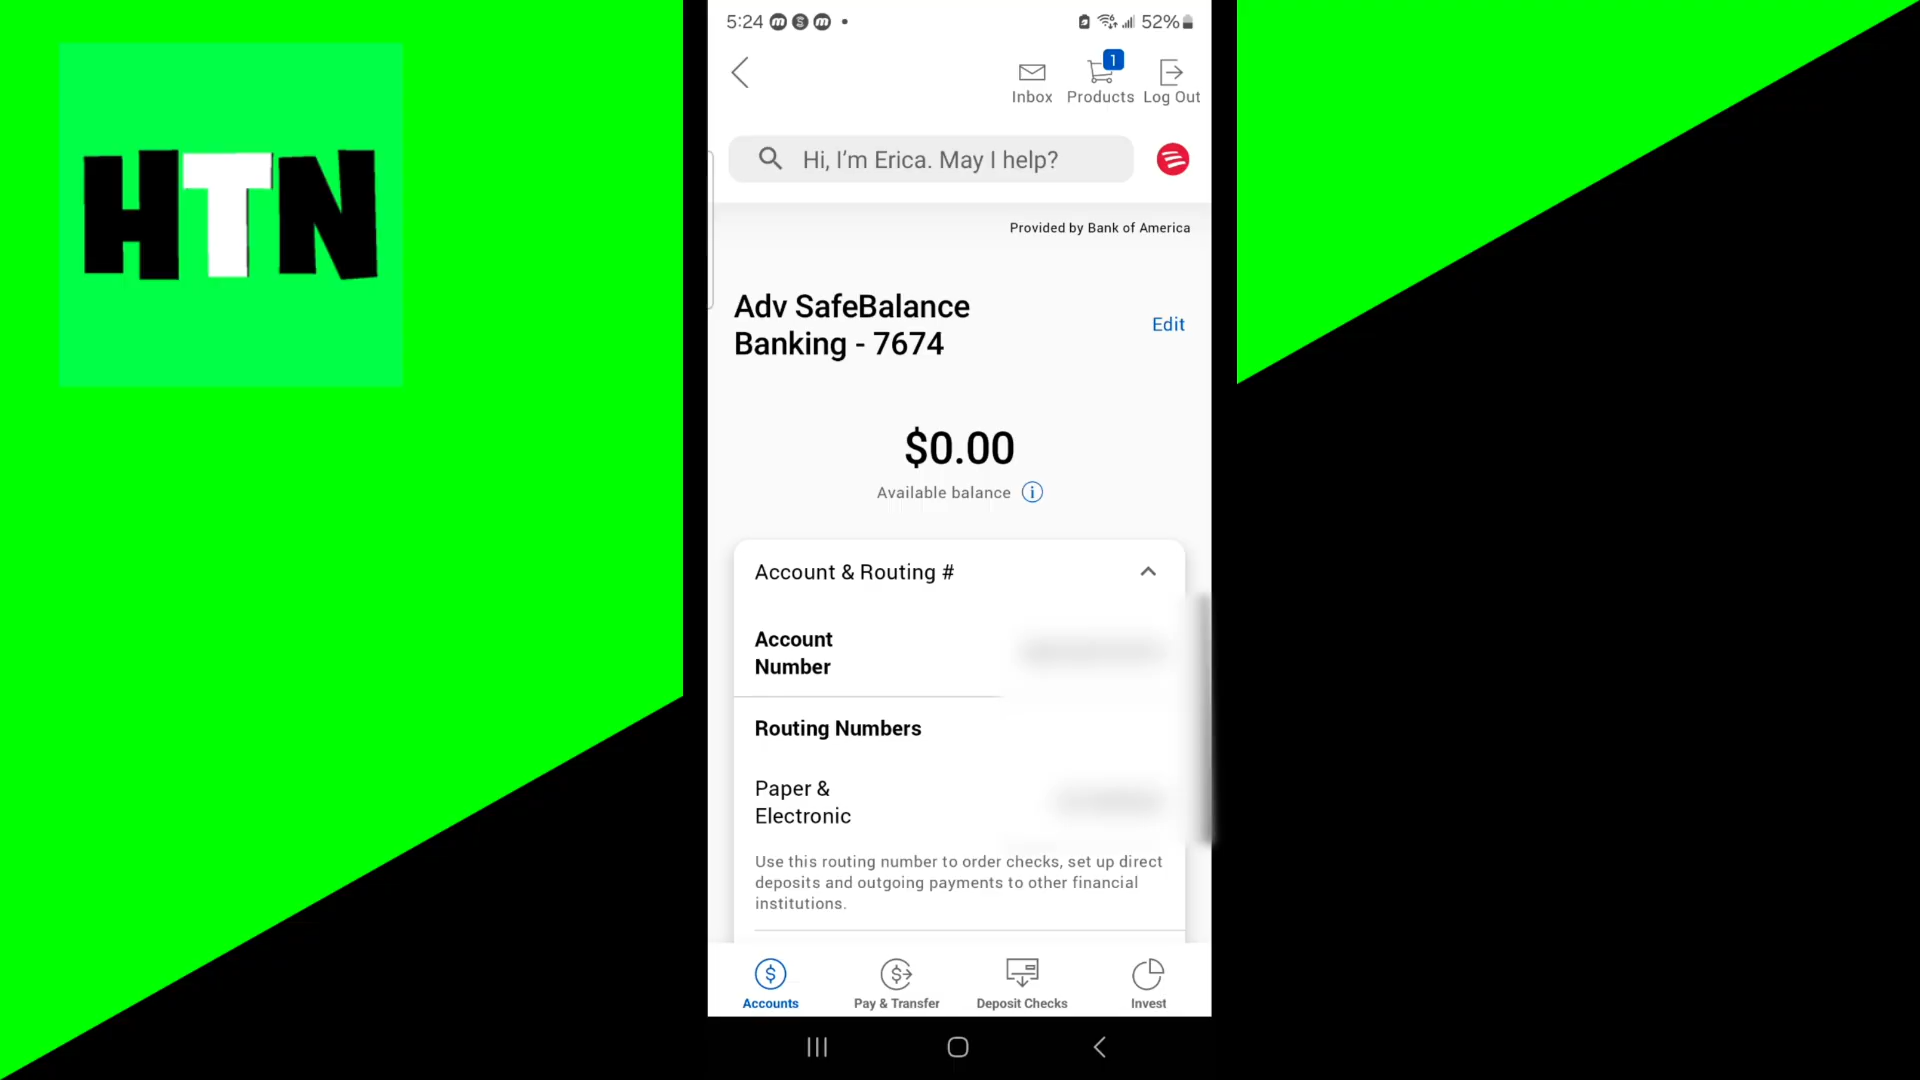 HTN
5:24
52%
1
Inbox
Products
Log Out
Hi, I'm Erica. May I help?
Provided by Bank of America
Adv SafeBalance
Banking - 7674
Edit
$0.00
Available balance
Account & Routing #
Account
Number
Routing Numbers
Paper &
Electronic
Use this routing number to order checks, set up direct
deposits and outgoing payments to other financial
institutions.
Accounts
Pay & Transfer
Deposit Checks
Invest